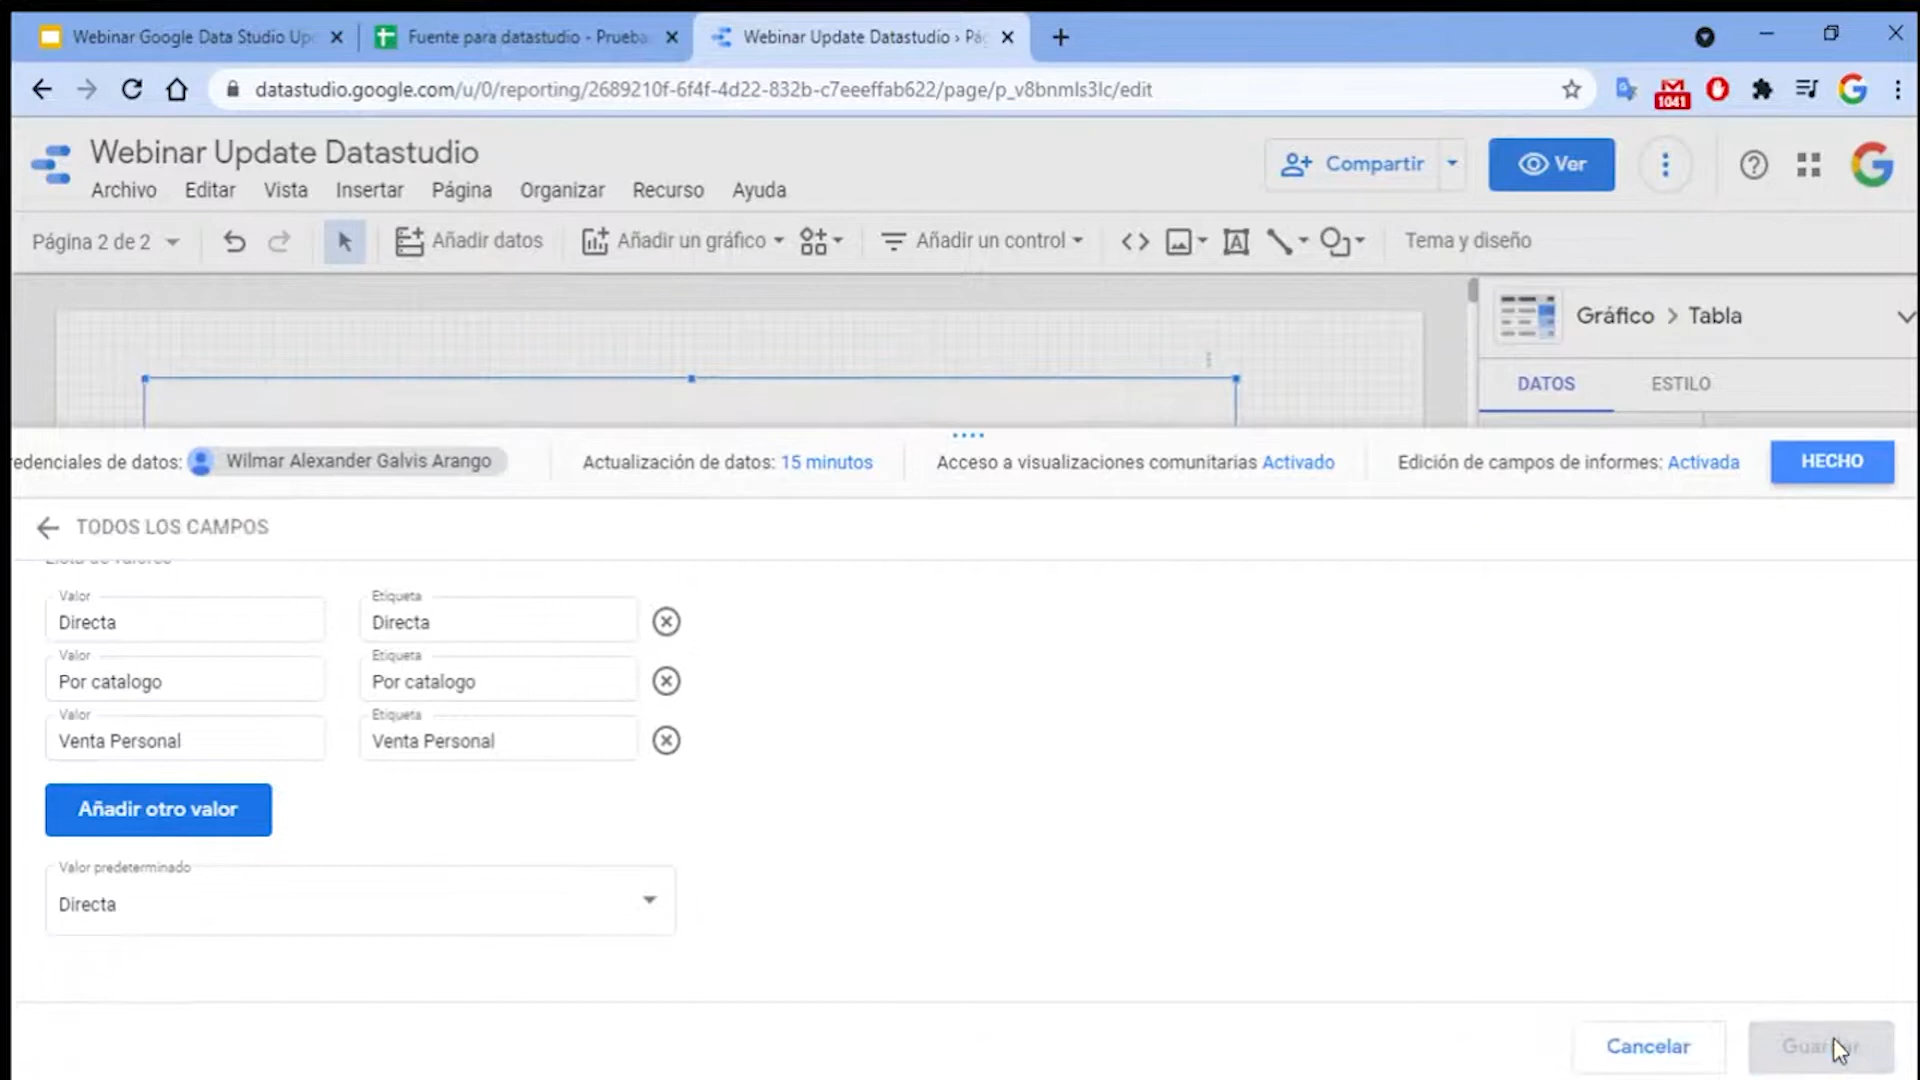 Webinar Google Data Studio Up
Fuente para datastudio - Prueba
Webinar Update Datastudio › Pá
datastudio.google.com/u/0/reporting/2689210f-6f4f-4d22-832b-c7eeeffab622/page/p_v8bnmls3lc/edit
1041
Webinar Update Datastudio
Compartir
Ver
Archivo Editar Vista Insertar Página Organizar Recurso Ayuda
Página 2 de 2
Añadir datos
Añadir un gráfico
Añadir un control
Tema y diseño
Gráfico > Tabla
DATOS ESTILO
edenciales de datos: Wilmar Alexander Galvis Arango
Actualización de datos: 15 minutos
Acceso a visualizaciones comunitarias Activado
Edición de campos de informes: Activada
HECHO
TODOS LOS CAMPOS
Lista de valores
Valor Etiqueta
Directa Directa
Valor Etiqueta
Por catalogo Por catalogo
Valor Etiqueta
Venta Personal Venta Personal
Añadir otro valor
Valor predeterminado
Directa
Cancelar
Guardar